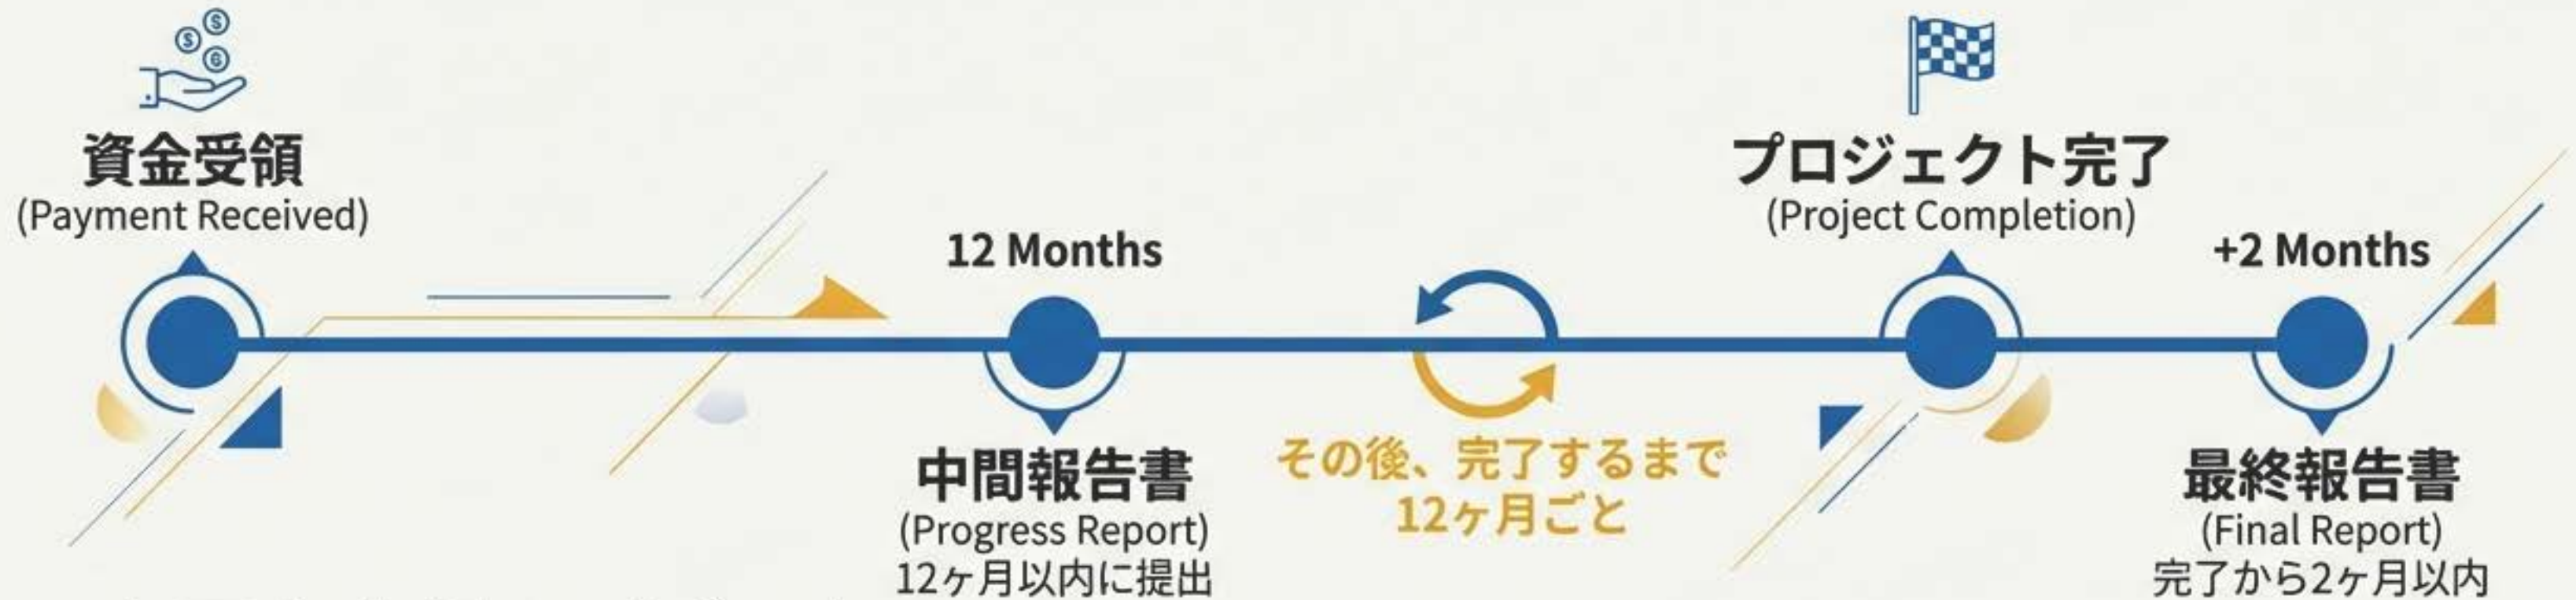 資金受領
(Payment Received)
12 Months
中間報告書
(Progress Report)
12ヶ月以内に提出
その後、完了するまで
12ヶ月ごと
プロジェクト完了
(Project Completion)
+2 Months
最終報告書
(Final Report)
完了から2ヶ月以内